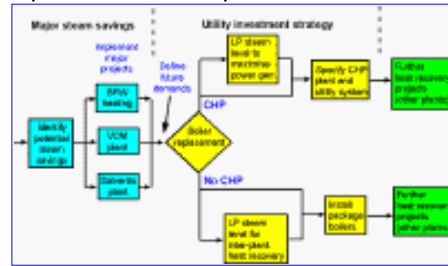 Major steam savings
Utility investment strategy
Implement
major
projects
Define
future
demands
LP steam
level to
maximise
power gen.
Specify CHP
plant and
utility system
Further
heat recovery
projects
(other plants)
BFW
heating
CHP
Identify
potential
steam
savings
VCM
plant
Boiler
replacement
Solvents
plant
No CHP
LP steam
level for
inter-plant
heat recovery
Install
package
boilers.
Further
heat recovery
projects
(other plants)